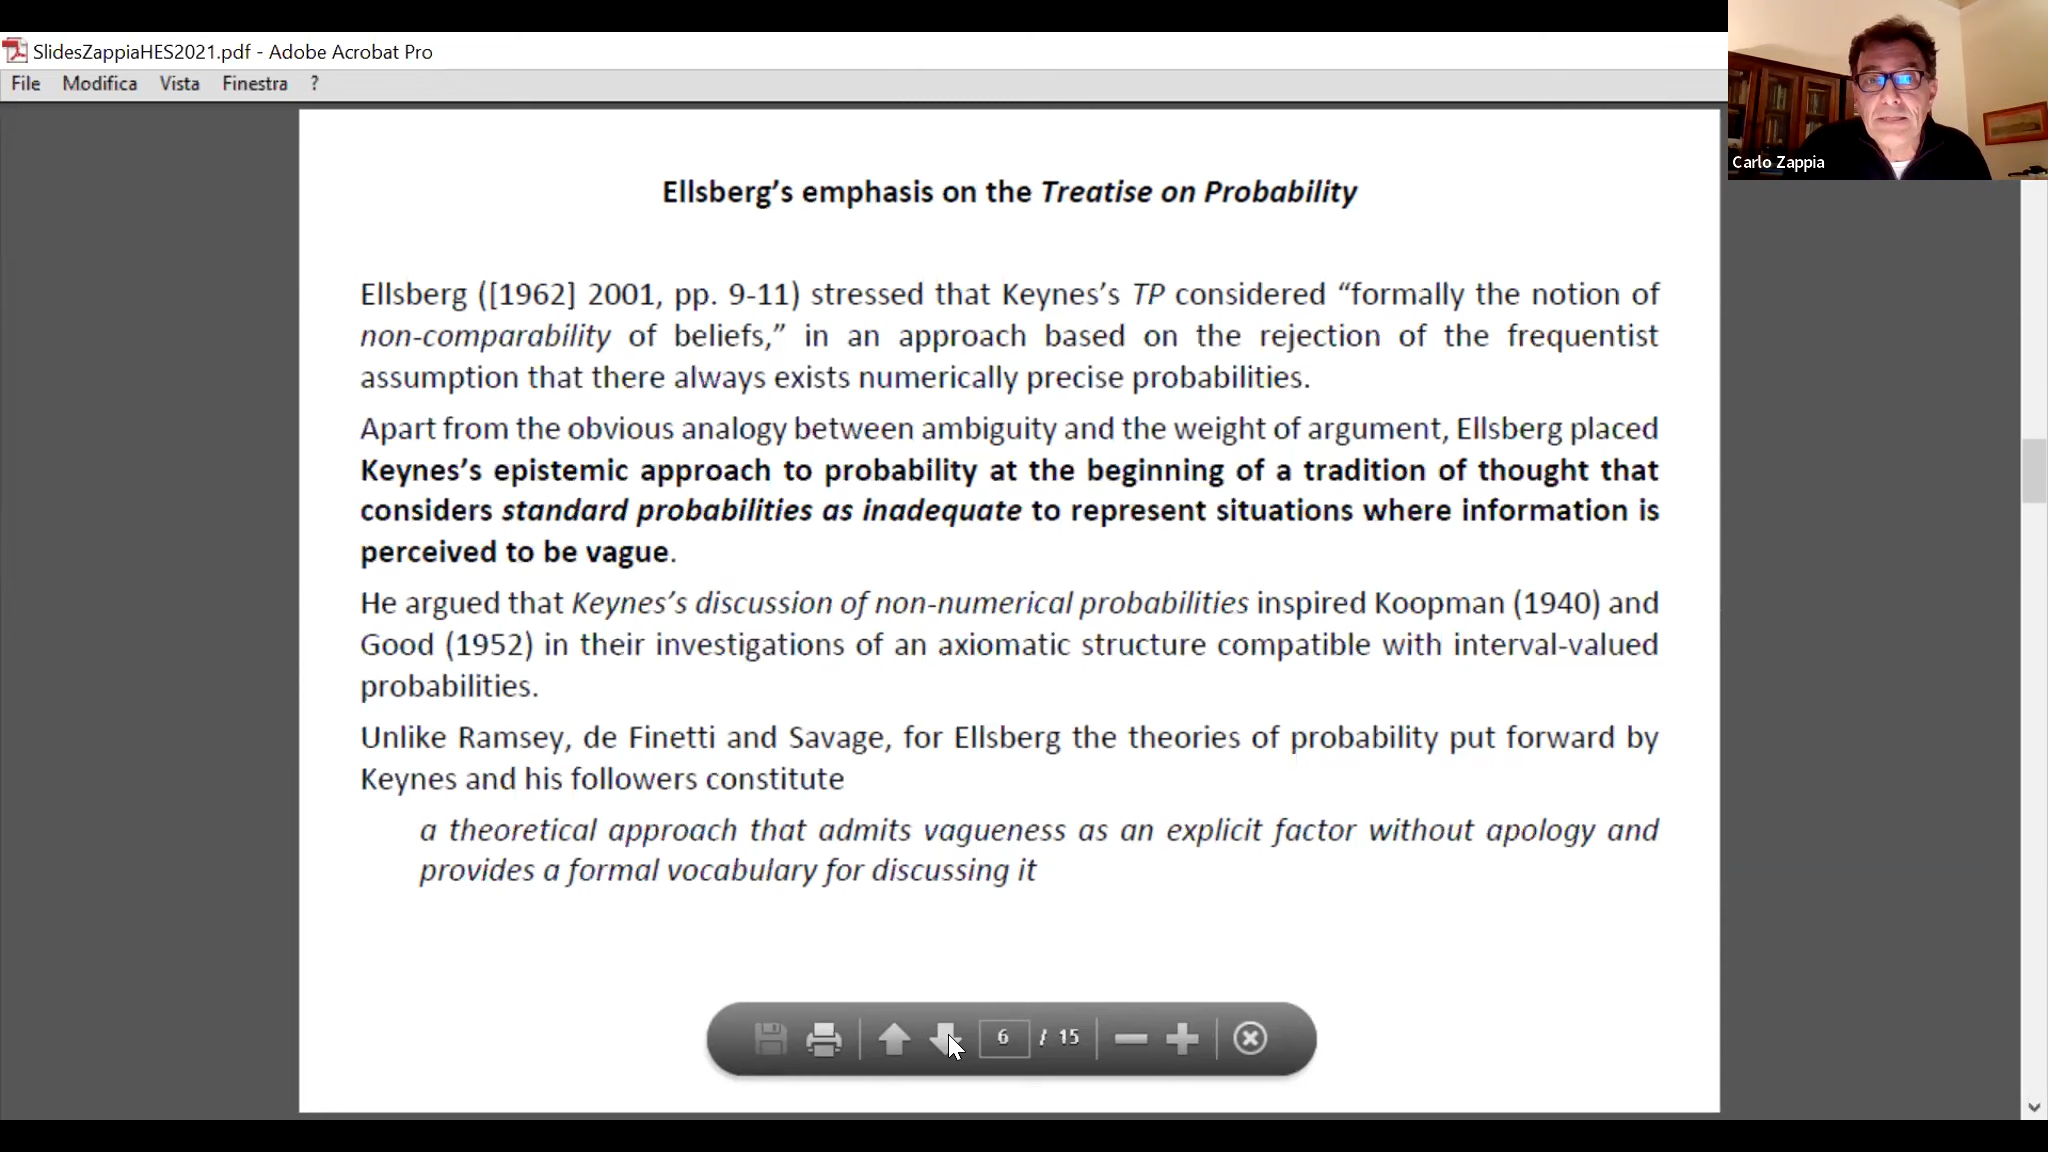 SlidesZappiaHES2021.pdf - Adobe Acrobat Pro
File Modifica Vista Finestra ?
Carlo Zappia
Ellsberg’s emphasis on the Treatise on Probability
Ellsberg ([1962] 2001, pp. 9-11) stressed that Keynes’s TP considered “formally the notion of
non-comparability of beliefs,” in an approach based on the rejection of the frequentist
assumption that there always exists numerically precise probabilities.
Apart from the obvious analogy between ambiguity and the weight of argument, Ellsberg placed
Keynes’s epistemic approach to probability at the beginning of a tradition of thought that
considers standard probabilities as inadequate to represent situations where information is
perceived to be vague.
He argued that Keynes’s discussion of non-numerical probabilities inspired Koopman (1940) and
Good (1952) in their investigations of an axiomatic structure compatible with interval-valued
probabilities.
Unlike Ramsey, de Finetti and Savage, for Ellsberg the theories of probability put forward by
Keynes and his followers constitute
a theoretical approach that admits vagueness as an explicit factor without apology and
provides a formal vocabulary for discussing it
6 / 15